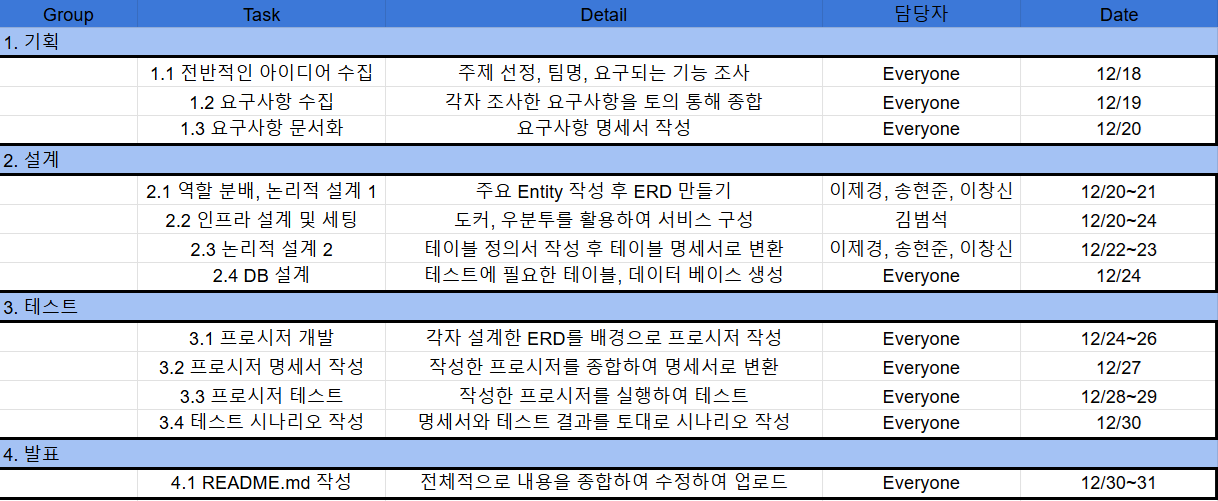 Group Task Detail 담당자 Date
1. 기획
1.1 전반적인 아이디어 수집 주제 선정, 팀명, 요구되는 기능 조사 Everyone 12/18
1.2 요구사항 수집 각자 조사한 요구사항을 토의 통해 종합 Everyone 12/19
1.3 요구사항 문서화 요구사항 명세서 작성 Everyone 12/20
2. 설계
2.1 역할 분배, 논리적 설계 1 주요 Entity 작성 후 ERD 만들기 이제경, 송현준, 이창신 12/20~21
2.2 인프라 설계 및 세팅 도커, 우분투를 활용하여 서비스 구성 김범석 12/20~24
2.3 논리적 설계 2 테이블 정의서 작성 후 테이블 명세서로 변환 이제경, 송현준, 이창신 12/22~23
2.4 DB 설계 테스트에 필요한 테이블, 데이터 베이스 생성 Everyone 12/24
3. 테스트
3.1 프로시저 개발 각자 설계한 ERD를 배경으로 프로시저 작성 Everyone 12/24~26
3.2 프로시저 명세서 작성 작성한 프로시저를 종합하여 명세서로 변환 Everyone 12/27
3.3 프로시저 테스트 작성한 프로시저를 실행하여 테스트 Everyone 12/28~29
3.4 테스트 시나리오 작성 명세서와 테스트 결과를 토대로 시나리오 작성 Everyone 12/30
4. 발표
4.1 README.md 작성 전체적으로 내용을 종합하여 수정하여 업로드 Everyone 12/30~31